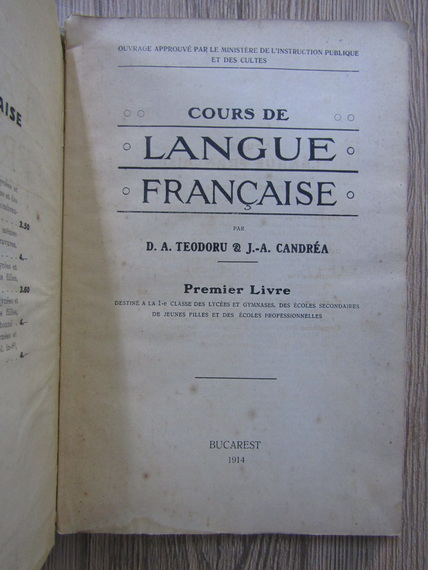 OUVRAGE APPROUVÉ PAR LE MINISTÈRE DE L'INSTRUCTION PUBLIQUE
ET DES CULTES
COURS DE
LANGUE
FRANÇAISE
PAR
D. A. TEODORU & J.-A. CANDRÉA
Premier Livre
DESTINÉ A LA 1-e CLASSE DES LYCÉES ET GYMNASES, DES ÉCOLES SECONDAIRES
DE JEUNES FILLES ET DES ÉCOLES PROFESSIONNELLES
BUCAREST
1914